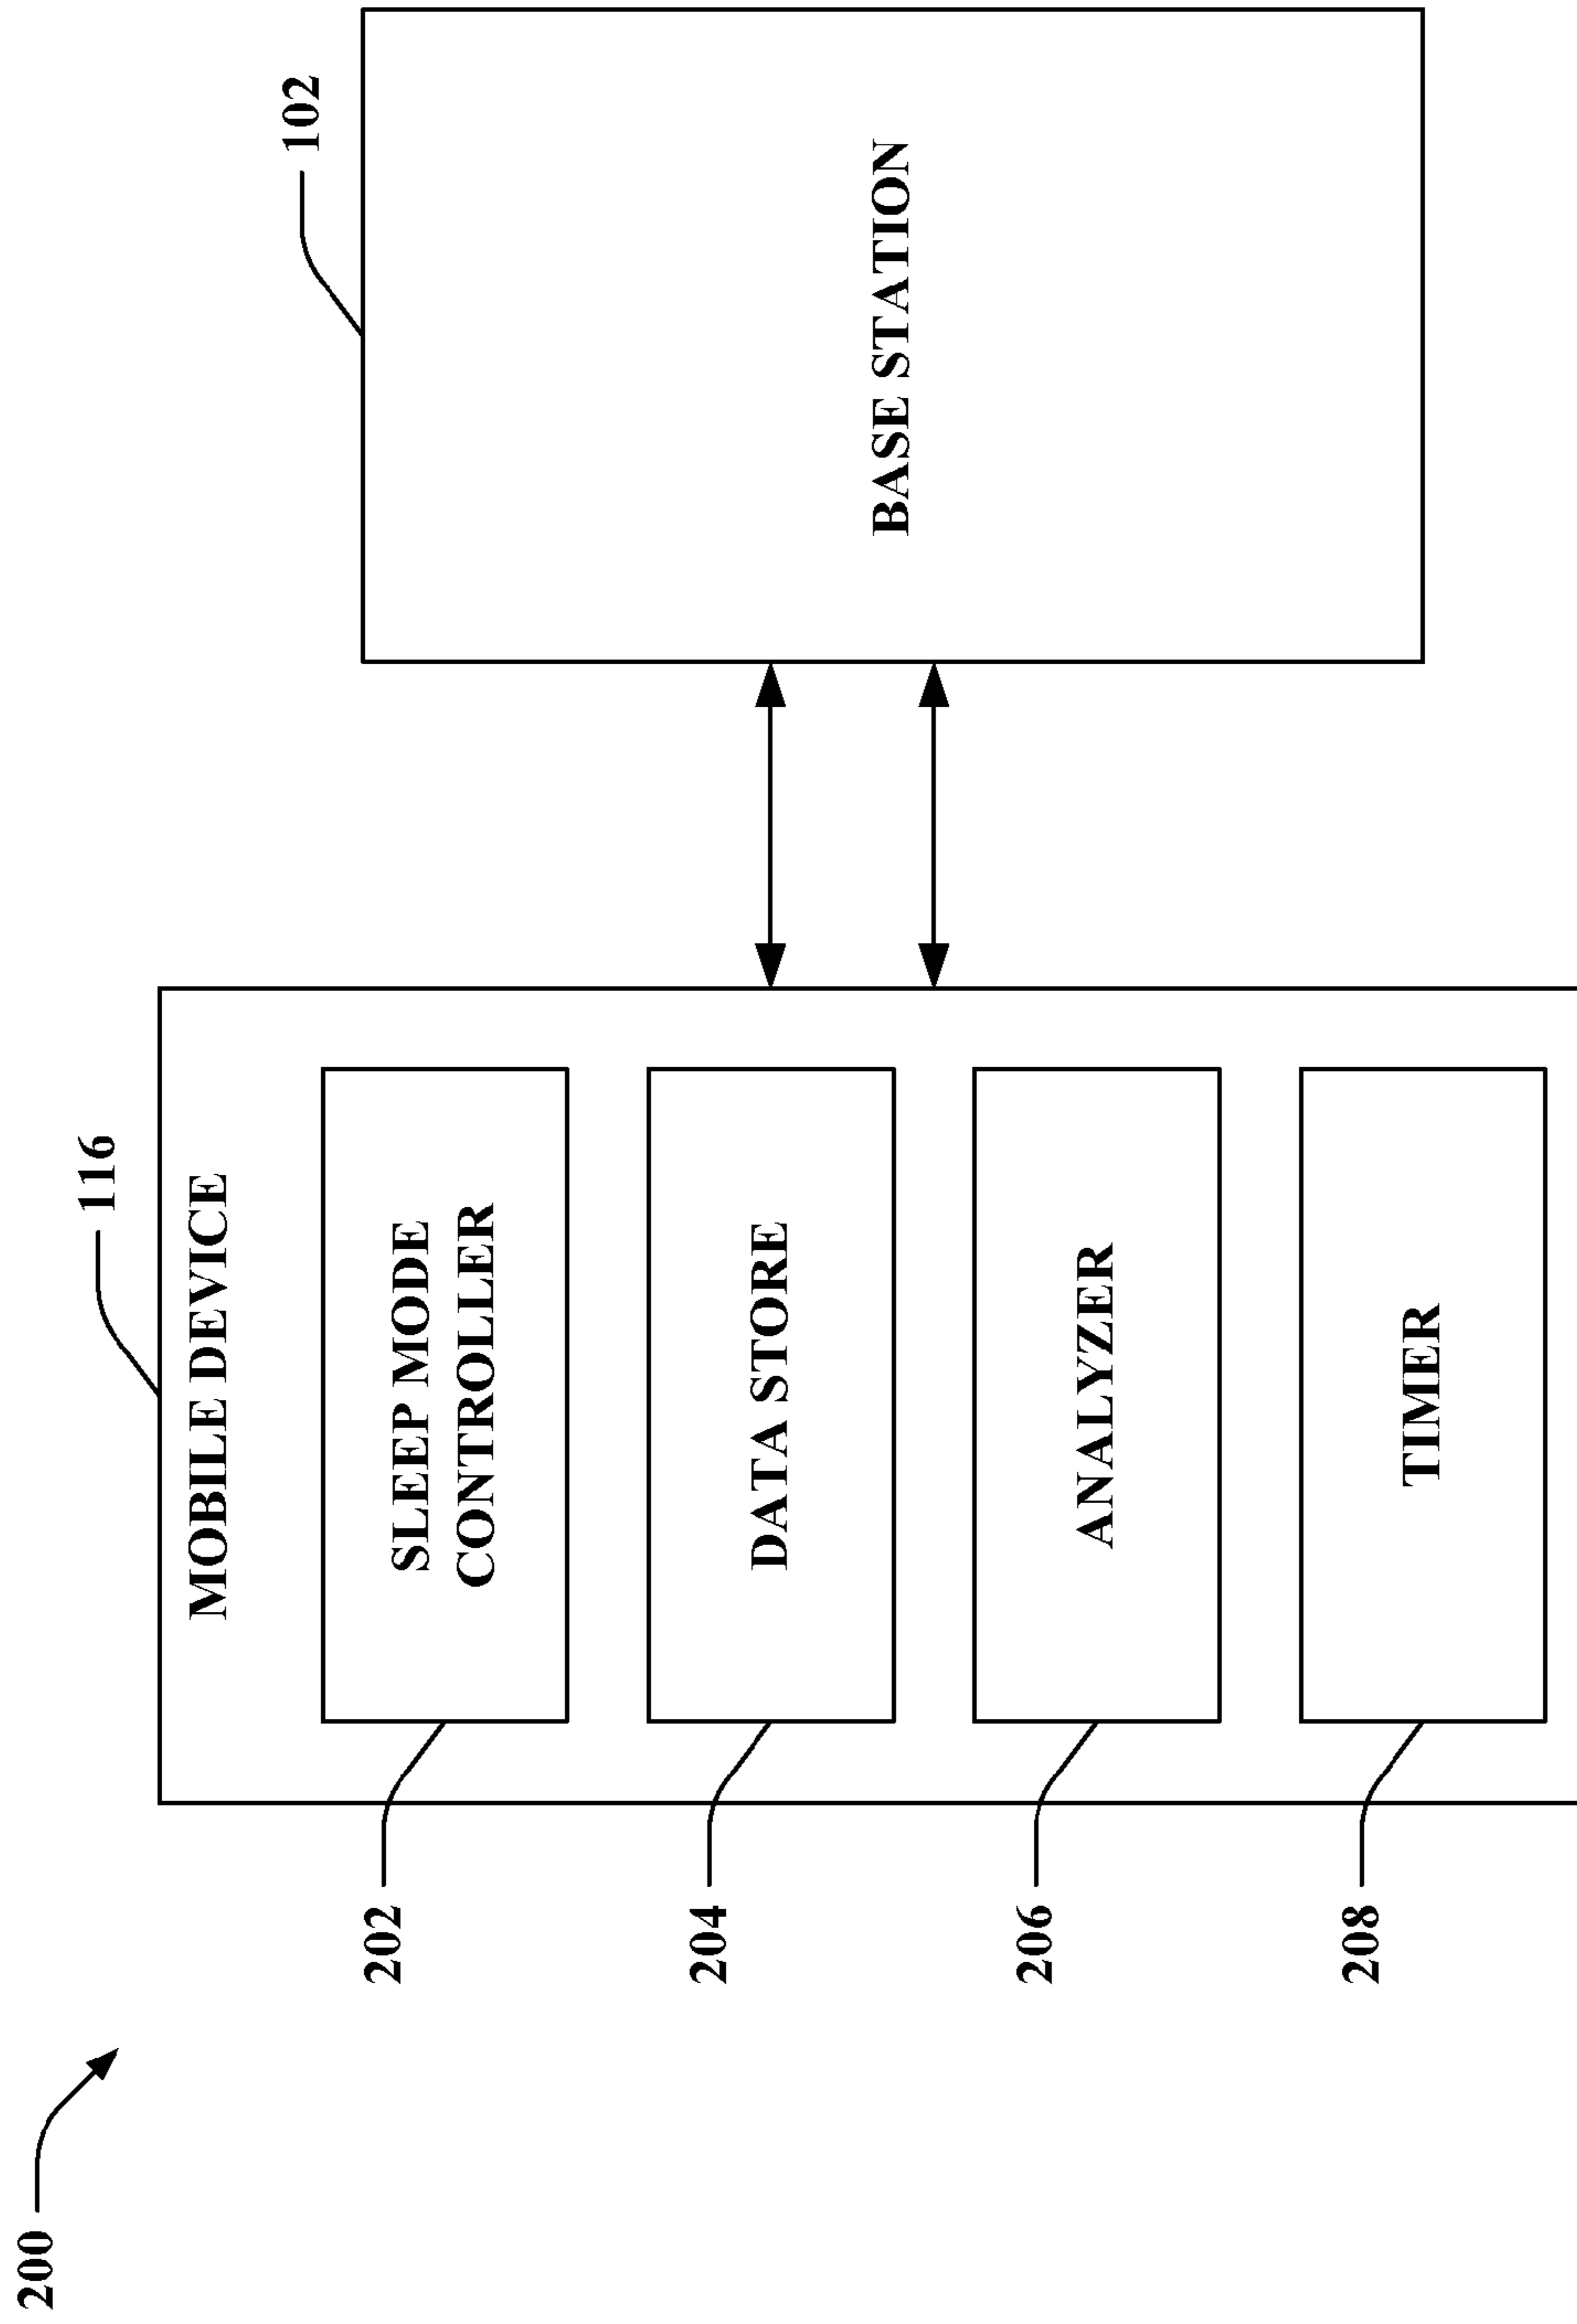 200
116
MOBILE DEVICE
202
SLEEP MODE
CONTROLLER
204
DATA STORE
206
ANALYZER
208
TIMER
102
BASE STATION